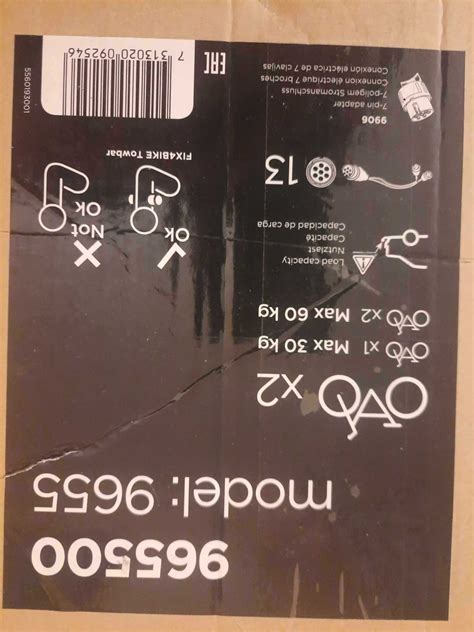 965500
model: 9655
x2
x1 Max 30 kg
x2 Max 60 kg
Load capacity
Nutzlast
Capacité
Capacidad de carga
Ok
Not
Ok
FIX4BIKE Towbar
13
9906
7-pin adapter
7-poligem Stromanschluss
Connexion électrique 7 broches
Conexión eléctrica de 7 clavijas
EAC
7 313020 092546
5560193001